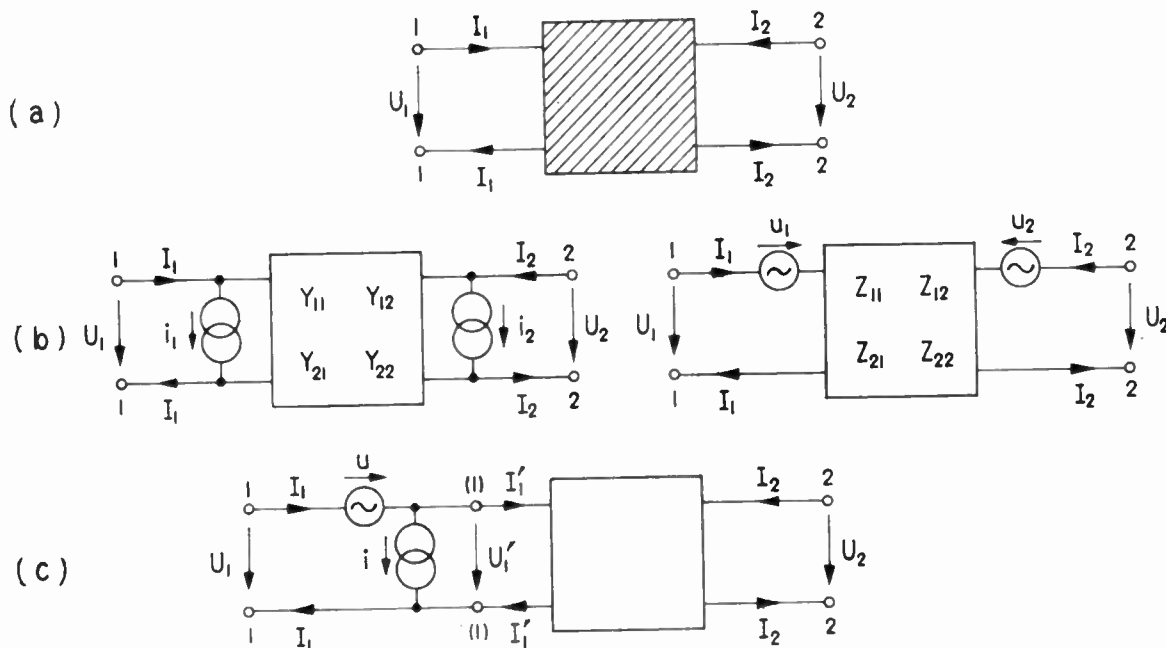 (a)
1 I₁ I₂ 2
U₁ U₂
1 I₁ I₂ 2
(b)
1 I₁ I₂ 2
U₁ i₁ Y₁₁ Y₁₂ i₂ U₂
Y₂₁ Y₂₂
1 I₁ I₂ 2
1 I₁ u₁ u₂ I₂ 2
U₁ Z₁₁ Z₁₂ U₂
Z₂₁ Z₂₂
1 I₁ I₂ 2
(c)
1 I₁ u (1) I₁′ I₂ 2
U₁ i U₁′ U₂
1 I₁ (1) I₁′ I₂ 2